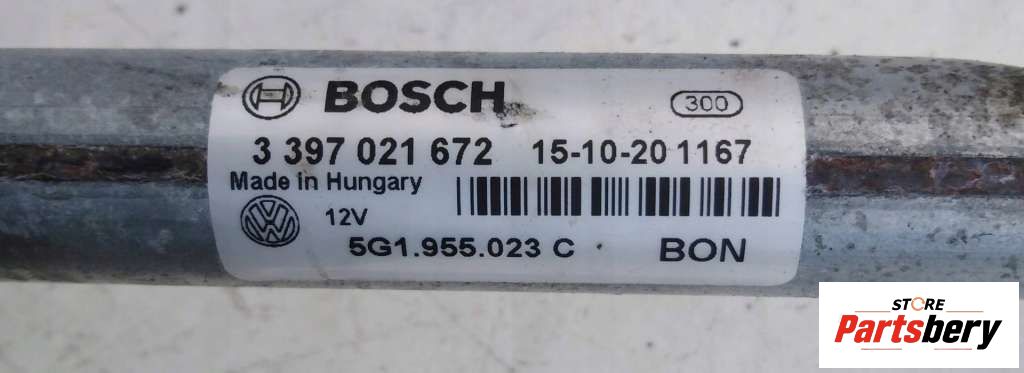 BOSCH
300
3 397 021 672 15-10-20 1167
Made in Hungary
VW
12V
5G1.955.023 C
BON
STORE
Partsbery